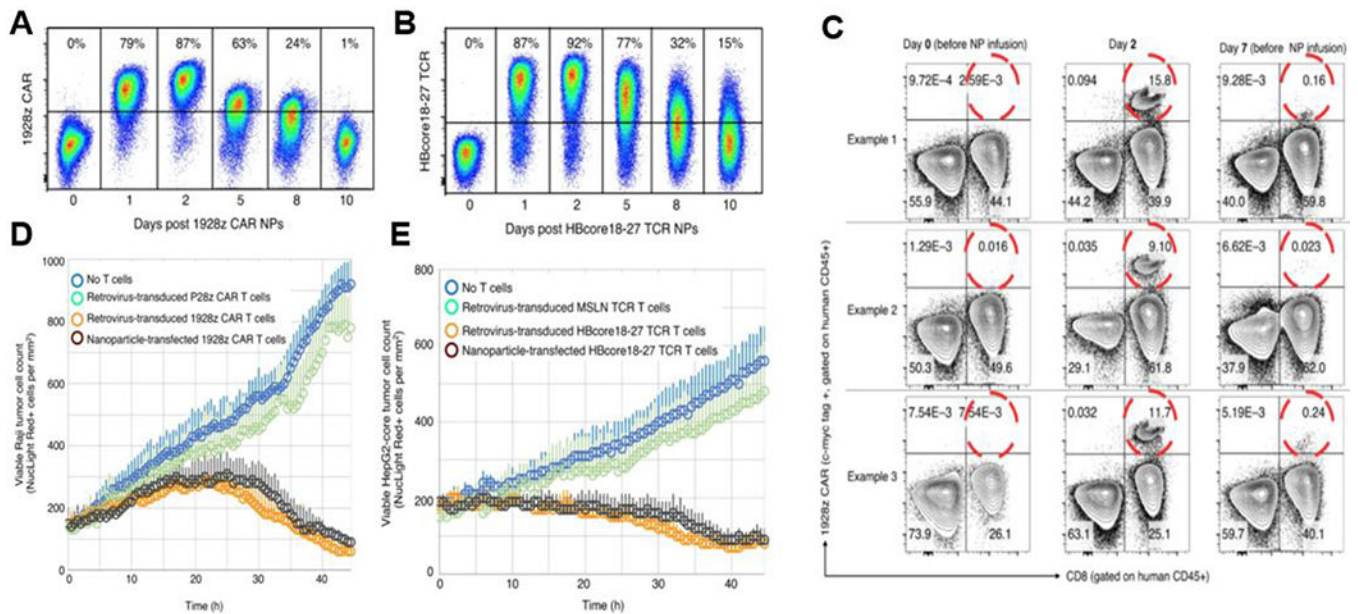 A
1928z CAR
0% 79% 87% 63% 24% 1%
0 1 2 5 8 10
Days post 1928z CAR NPs
B
HBcore18-27 TCR
0% 87% 92% 77% 32% 15%
0 1 2 5 8 10
Days post HBcore18-27 TCR NPs
C
Day 0 (before NP infusion) Day 2 Day 7 (before NP infusion)
1928z CAR (c-myc tag +, gated on human CD45+)
Example 1
9.72E-4 2.59E-3 0.094 15.8 9.28E-3 0.16
55.9 44.1 44.2 39.9 40.0 59.8
Example 2
1.29E-3 0.016 0.035 9.10 6.62E-3 0.023
50.3 49.6 29.1 61.8 37.9 62.0
Example 3
7.54E-3 7.54E-3 0.032 11.7 5.19E-3 0.24
73.9 26.1 63.1 25.1 59.7 40.1
CD8 (gated on human CD45+)
D
Viable Raji tumor cell count
(NucLight Red+ cells per mm²)
1000
800
600
400
200
0
No T cells
Retrovirus-transduced P28z CAR T cells
Retrovirus-transduced 1928z CAR T cells
Nanoparticle-transfected 1928z CAR T cells
0 10 20 30 40
Time (h)
E
Viable HepG2-core tumor cell count
(NucLight Red+ cells per mm²)
800
600
400
200
0
No T cells
Retrovirus-transduced MSLN TCR T cells
Retrovirus-transduced HBcore18-27 TCR T cells
Nanoparticle-transfected HBcore18-27 TCR T cells
0 10 20 30 40
Time (h)